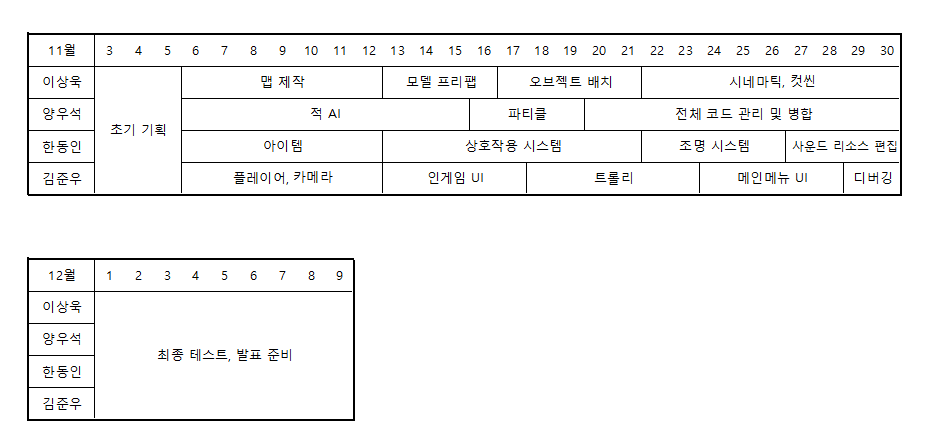 11월 3 4 5 6 7 8 9 10 11 12 13 14 15 16 17 18 19 20 21 22 23 24 25 26 27 28 29 30
이상욱 맵 제작 모델 프리팹 오브젝트 배치 시네마틱, 컷씬
양우석 적 AI 파티클 전체 코드 관리 및 병합
초기 기획
한동인 아이템 상호작용 시스템 조명 시스템 사운드 리소스 편집
김준우 플레이어, 카메라 인게임 UI 트롤리 메인메뉴 UI 디버깅
12월 1 2 3 4 5 6 7 8 9
이상욱
양우석
최종 테스트, 발표 준비
한동인
김준우